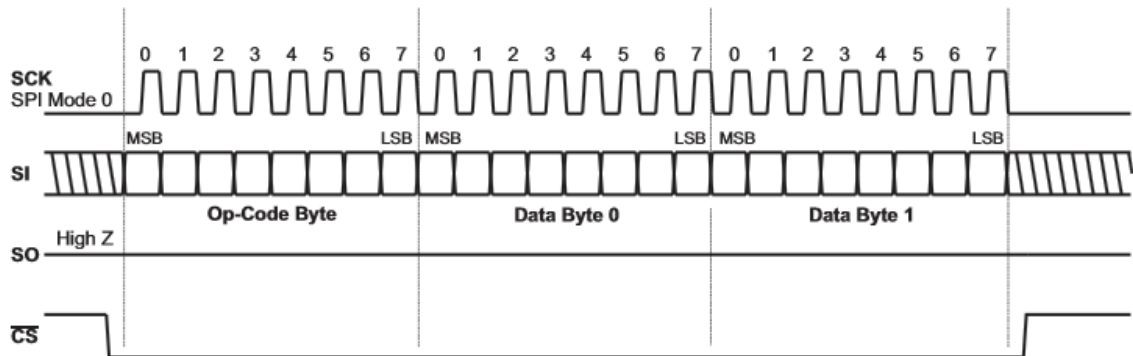 0 1 2 3 4 5 6 7 0 1 2 3 4 5 6 7 0 1 2 3 4 5 6 7
SCK
SPI Mode 0
MSB LSB MSB LSB MSB LSB
SI
Op-Code Byte Data Byte 0 Data Byte 1
High Z
SO
CS